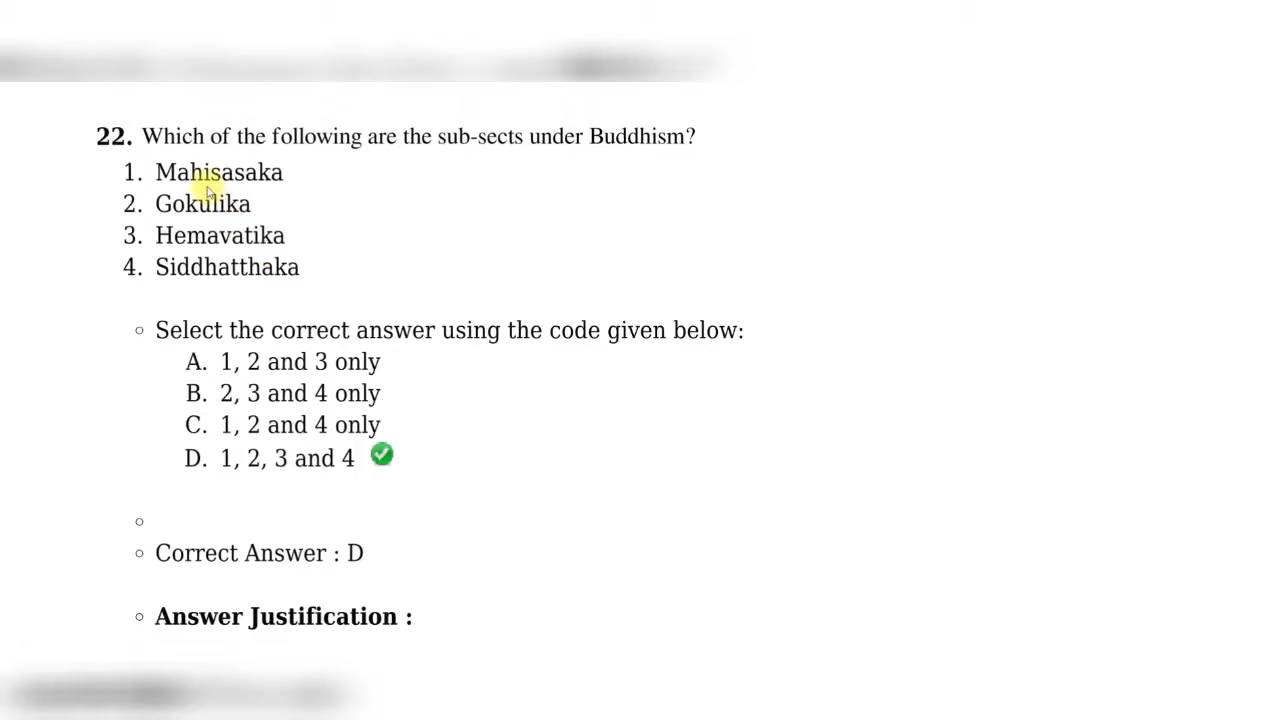 22. Which of the following are the sub-sects under Buddhism?
1. Mahisasaka
2. Gokulika
3. Hemavatika
4. Siddhatthaka
◦ Select the correct answer using the code given below:
A. 1, 2 and 3 only
B. 2, 3 and 4 only
C. 1, 2 and 4 only
D. 1, 2, 3 and 4
◦
◦ Correct Answer : D
◦ Answer Justification :